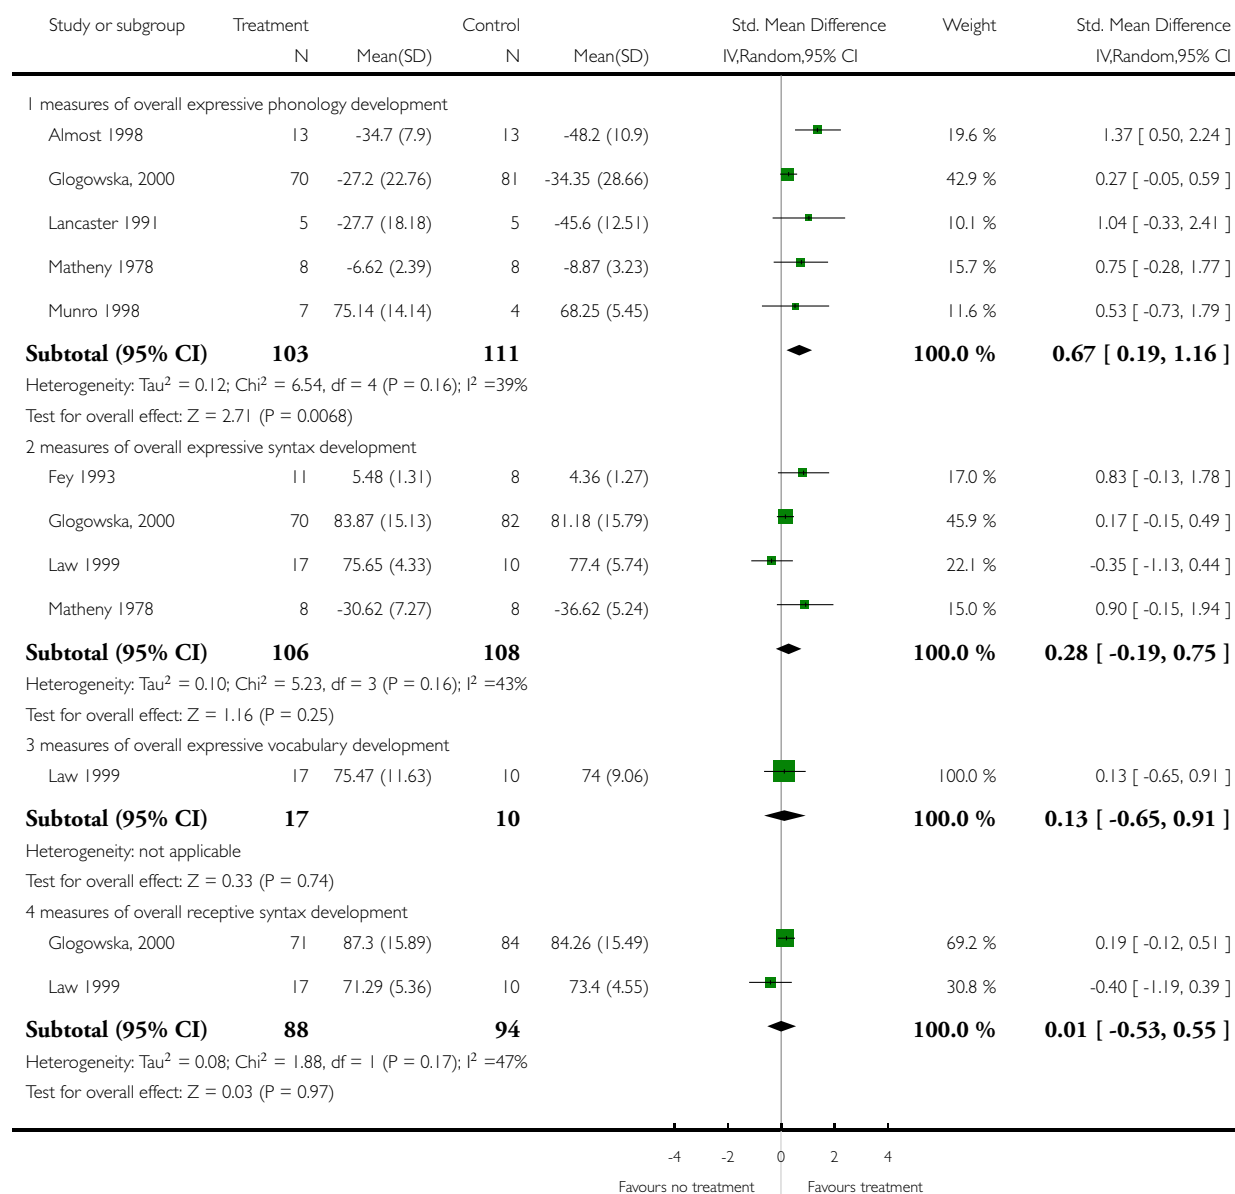 Study or subgroup Treatment Control Std. Mean Difference Weight Std. Mean Difference
N Mean(SD) N Mean(SD) IV,Random,95% CI IV,Random,95% CI
1 measures of overall expressive phonology development
Almost 1998 13 -34.7 (7.9) 13 -48.2 (10.9) 19.6 % 1.37 [ 0.50, 2.24 ]
Glogowska, 2000 70 -27.2 (22.76) 81 -34.35 (28.66) 42.9 % 0.27 [ -0.05, 0.59 ]
Lancaster 1991 5 -27.7 (18.18) 5 -45.6 (12.51) 10.1 % 1.04 [ -0.33, 2.41 ]
Matheny 1978 8 -6.62 (2.39) 8 -8.87 (3.23) 15.7 % 0.75 [ -0.28, 1.77 ]
Munro 1998 7 75.14 (14.14) 4 68.25 (5.45) 11.6 % 0.53 [ -0.73, 1.79 ]
Subtotal (95% CI) 103 111 100.0 % 0.67 [ 0.19, 1.16 ]
Heterogeneity: Tau² = 0.12; Chi² = 6.54, df = 4 (P = 0.16); I² =39%
Test for overall effect: Z = 2.71 (P = 0.0068)
2 measures of overall expressive syntax development
Fey 1993 11 5.48 (1.31) 8 4.36 (1.27) 17.0 % 0.83 [ -0.13, 1.78 ]
Glogowska, 2000 70 83.87 (15.13) 82 81.18 (15.79) 45.9 % 0.17 [ -0.15, 0.49 ]
Law 1999 17 75.65 (4.33) 10 77.4 (5.74) 22.1 % -0.35 [ -1.13, 0.44 ]
Matheny 1978 8 -30.62 (7.27) 8 -36.62 (5.24) 15.0 % 0.90 [ -0.15, 1.94 ]
Subtotal (95% CI) 106 108 100.0 % 0.28 [ -0.19, 0.75 ]
Heterogeneity: Tau² = 0.10; Chi² = 5.23, df = 3 (P = 0.16); I² =43%
Test for overall effect: Z = 1.16 (P = 0.25)
3 measures of overall expressive vocabulary development
Law 1999 17 75.47 (11.63) 10 74 (9.06) 100.0 % 0.13 [ -0.65, 0.91 ]
Subtotal (95% CI) 17 10 100.0 % 0.13 [ -0.65, 0.91 ]
Heterogeneity: not applicable
Test for overall effect: Z = 0.33 (P = 0.74)
4 measures of overall receptive syntax development
Glogowska, 2000 71 87.3 (15.89) 84 84.26 (15.49) 69.2 % 0.19 [ -0.12, 0.51 ]
Law 1999 17 71.29 (5.36) 10 73.4 (4.55) 30.8 % -0.40 [ -1.19, 0.39 ]
Subtotal (95% CI) 88 94 100.0 % 0.01 [ -0.53, 0.55 ]
Heterogeneity: Tau² = 0.08; Chi² = 1.88, df = 1 (P = 0.17); I² =47%
Test for overall effect: Z = 0.03 (P = 0.97)
-4 -2 0 2 4
Favours no treatment Favours treatment